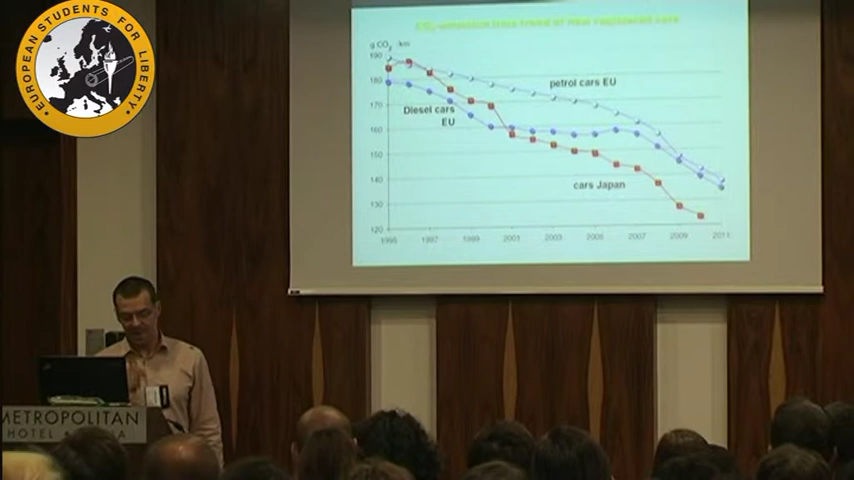 EUROPEAN STUDENTS FOR LIBERTY
CO2-emission time trend of new registered cars
g CO2 /km
190
180
170
160
150
140
130
120
1995
1997
1999
2001
2003
2005
2007
2009
2011
petrol cars EU
Diesel cars
EU
cars Japan
METROPOLITAN
HOTEL